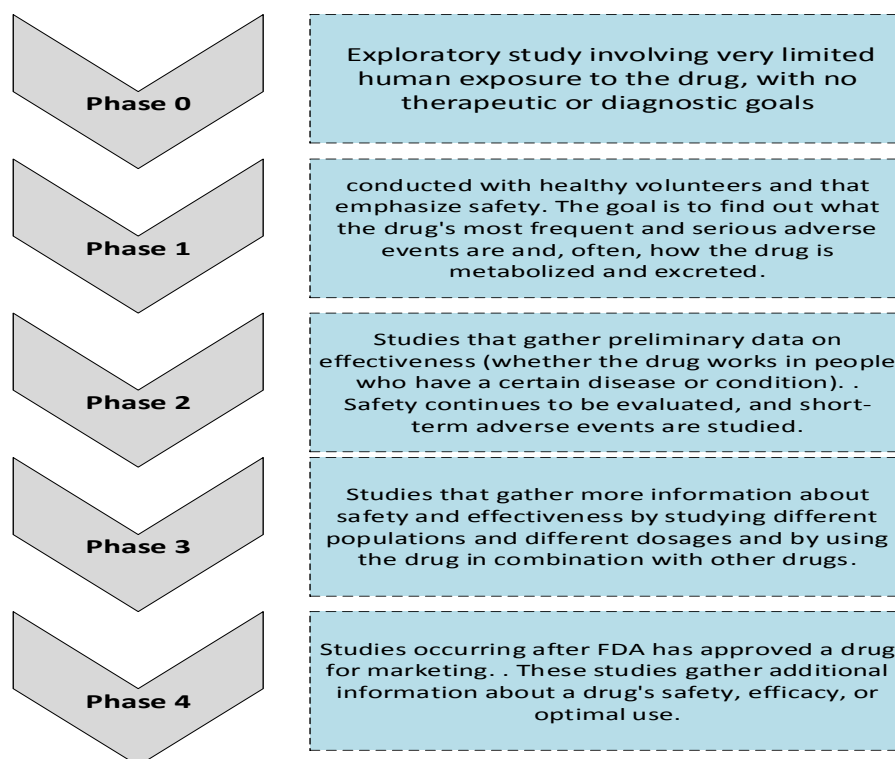 Phase 0
Exploratory study involving very limited
human exposure to the drug, with no
therapeutic or diagnostic goals
Phase 1
conducted with healthy volunteers and that
emphasize safety. The goal is to find out what
the drug's most frequent and serious adverse
events are and, often, how the drug is
metabolized and excreted.
Phase 2
Studies that gather preliminary data on
effectiveness (whether the drug works in people
who have a certain disease or condition). .
Safety continues to be evaluated, and short-
term adverse events are studied.
Phase 3
Studies that gather more information about
safety and effectiveness by studying different
populations and different dosages and by using
the drug in combination with other drugs.
Phase 4
Studies occurring after FDA has approved a drug
for marketing. . These studies gather additional
information about a drug's safety, efficacy, or
optimal use.